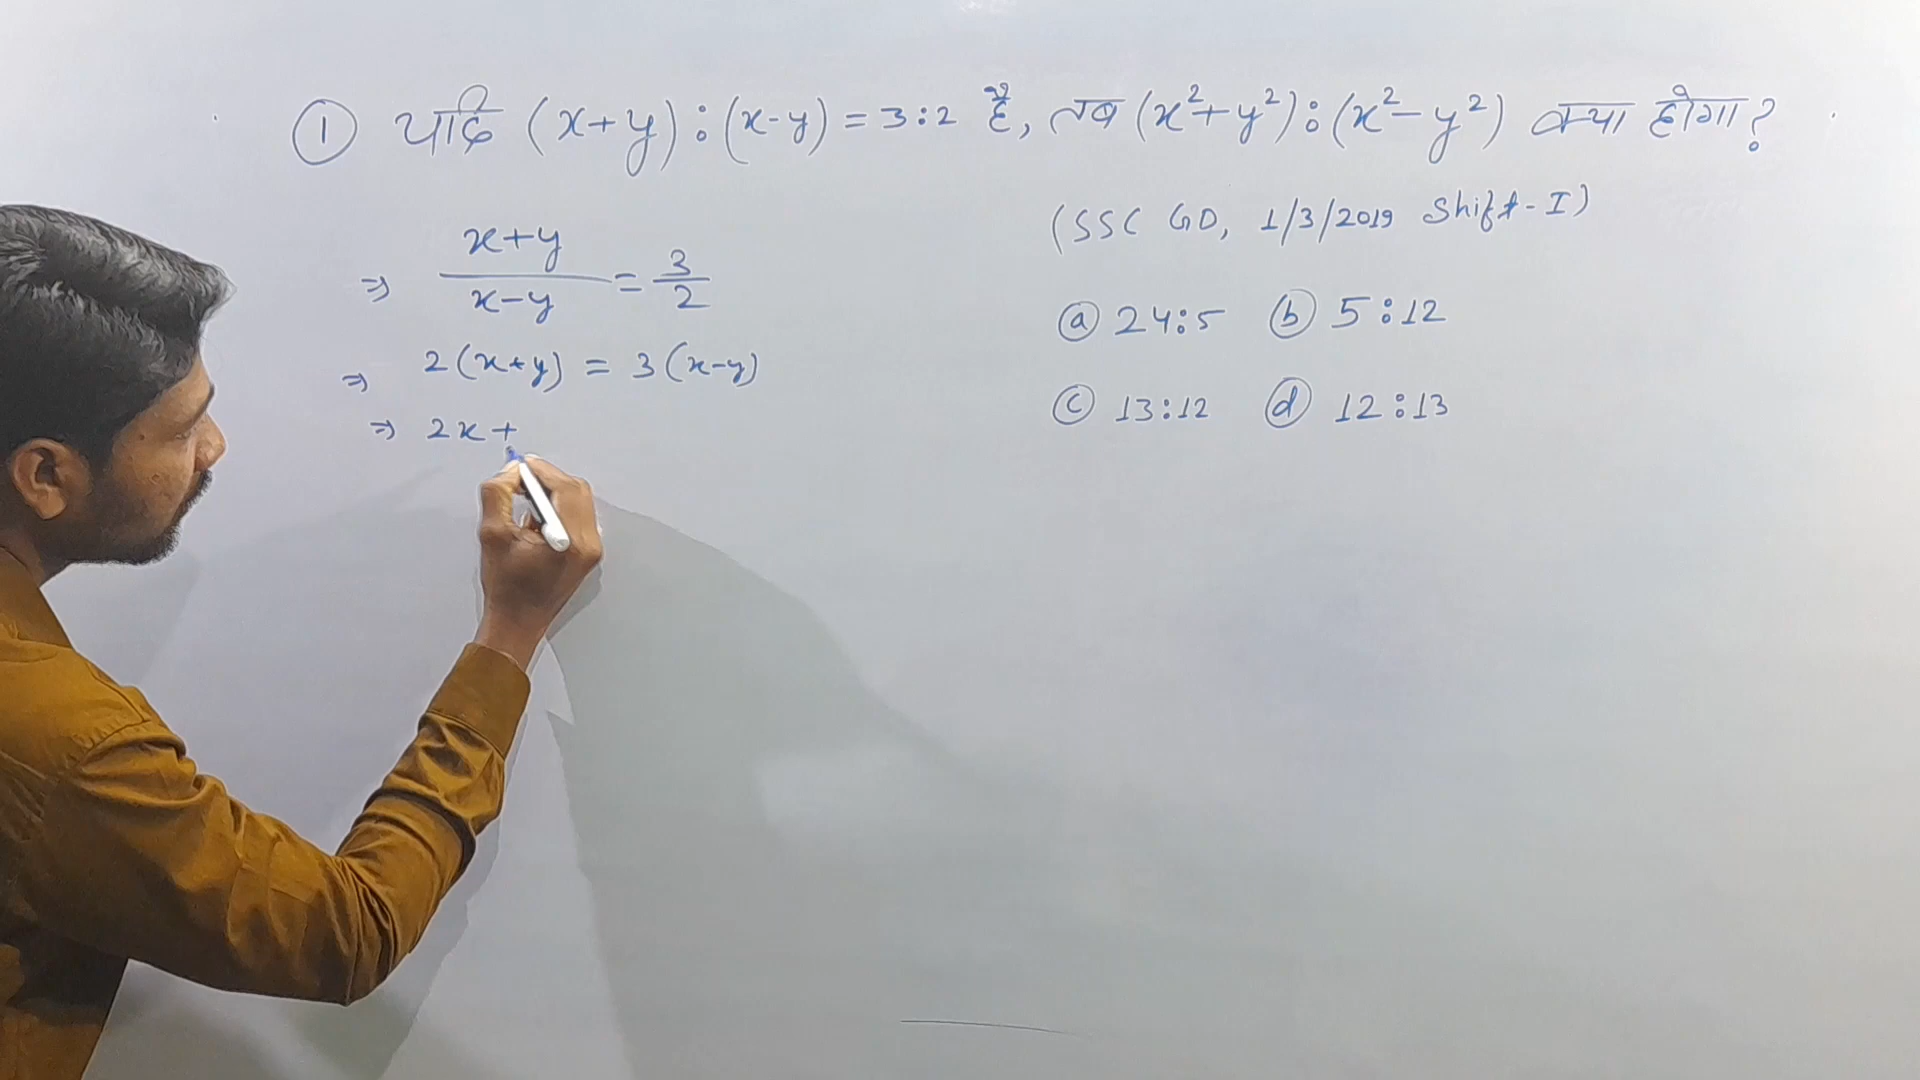 ① यदि (x+y):(x-y) = 3:2 है, तब (x²+y²):(x²-y²) क्या होगा?
(SSC GD, 1/3/2019 Shift-I)
⇒ x+y/x-y = 3/2
ⓐ 24:5 ⓑ 5:12
⇒ 2(x+y) = 3(x-y)
ⓒ 13:12 ⓓ 12:13
⇒ 2x+